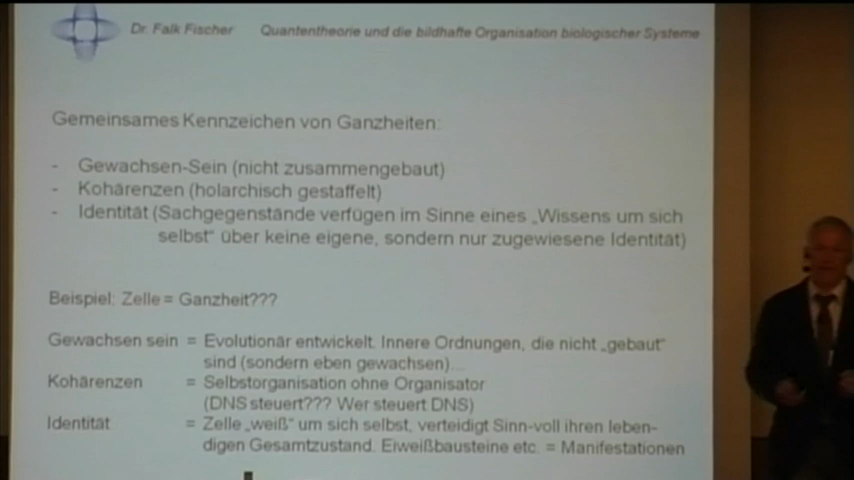 Dr. Falk Fischer Quantentheorie und die bildhafte Organisation biologischer Systeme
Gemeinsames Kennzeichen von Ganzheiten:
- Gewachsen-Sein (nicht zusammengebaut)
- Kohärenzen (holarchisch gestaffelt)
- Identität (Sachgegenstände verfügen im Sinne eines „Wissens um sich
selbst" über keine eigene, sondern nur zugewiesene Identität)
Beispiel: Zelle = Ganzheit???
Gewachsen sein = Evolutionär entwickelt. Innere Ordnungen, die nicht „gebaut"
sind (sondern eben gewachsen)...
Kohärenzen = Selbstorganisation ohne Organisator
(DNS steuert??? Wer steuert DNS)
Identität = Zelle „weiß" um sich selbst, verteidigt Sinn-voll ihren leben-
digen Gesamtzustand. Eiweißbausteine etc. = Manifestationen